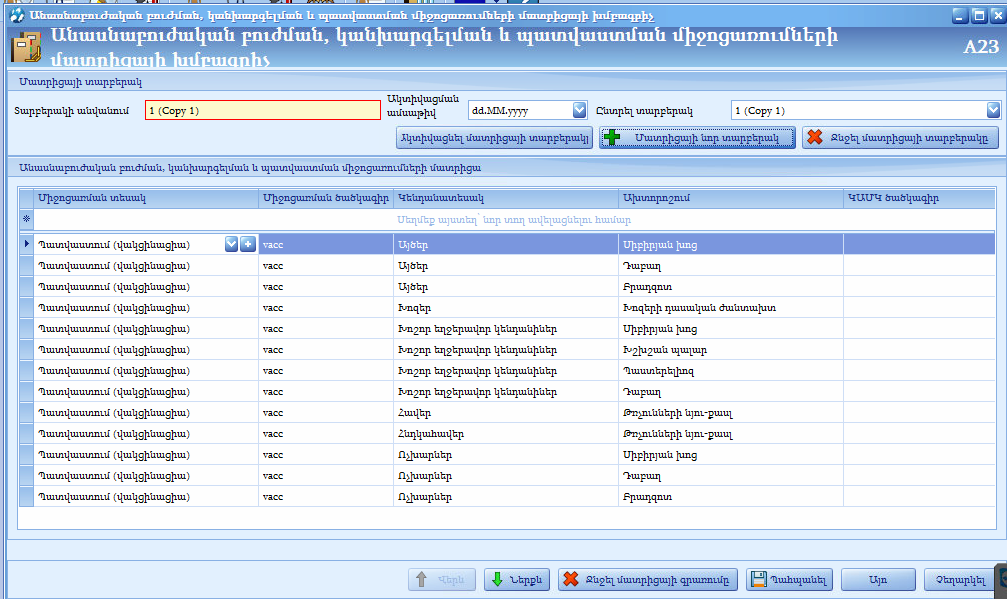 Անասնաբուժական բուժման, կանխարգելման և պատվաստման միջոցառումների մատրիցայի խմբագրիչ
Անասնաբուժական բուժման, կանխարգելման և պատվաստման միջոցառումների
մատրիցայի խմբագրիչ
A23
Մատրիցայի տարբերակ
Տարբերակի անվանում 1 (Copy 1) Ակտիվացման ամսաթիվ dd.MM.yyyy Ընտրել տարբերակ 1 (Copy 1)
Ակտիվացնել մատրիցայի տարբերակը Մատրիցայի նոր տարբերակ Ջնջել մատրիցայի տարբերակը
Անասնաբուժական բուժման, կանխարգելման և պատվաստման միջոցառումների մատրիցա
Միջոցառման տեսակ Միջոցառման ծածկագիր Կենդանատեսակ Ախտորոշում ԿԱՄԿ ծածկագիր
Սեղմեք այստեղ՝ նոր տող ավելացնելու համար
Պատվաստում (վակցինացիա) vacc Այծեր Սիբիրյան խոց
Պատվաստում (վակցինացիա) vacc Այծեր Դաբաղ
Պատվաստում (վակցինացիա) vacc Այծեր Բրադզոտ
Պատվաստում (վակցինացիա) vacc Խոզեր Խոզերի դասական ժանտախտ
Պատվաստում (վակցինացիա) vacc Խոշոր եղջերավոր կենդանիներ Սիբիրյան խոց
Պատվաստում (վակցինացիա) vacc Խոշոր եղջերավոր կենդանիներ Խշխշան պալար
Պատվաստում (վակցինացիա) vacc Խոշոր եղջերավոր կենդանիներ Պաստերելիոզ
Պատվաստում (վակցինացիա) vacc Խոշոր եղջերավոր կենդանիներ Դաբաղ
Պատվաստում (վակցինացիա) vacc Հավեր Թռչունների նյու-քասլ
Պատվաստում (վակցինացիա) vacc Հնդկահավեր Թռչունների նյու-քասլ
Պատվաստում (վակցինացիա) vacc Ոչխարներ Սիբիրյան խոց
Պատվաստում (վակցինացիա) vacc Ոչխարներ Դաբաղ
Պատվաստում (վակցինացիա) vacc Ոչխարներ Բրադզոտ
Վերև Ներքև Ջնջել մատրիցայի գրառումը Պահպանել Այո Չեղարկել